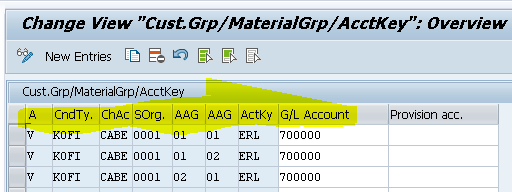 Change View "Cust.Grp/MaterialGrp/AcctKey": Overview
New Entries
Cust.Grp/MaterialGrp/AcctKey
A CndTy. ChAc SOrg. AAG AAG ActKy G/L Account Provision acc.
V KOFI CABE 0001 01 01 ERL 700000
V KOFI CABE 0001 01 02 ERL 700000
V KOFI CABE 0001 02 01 ERL 700000